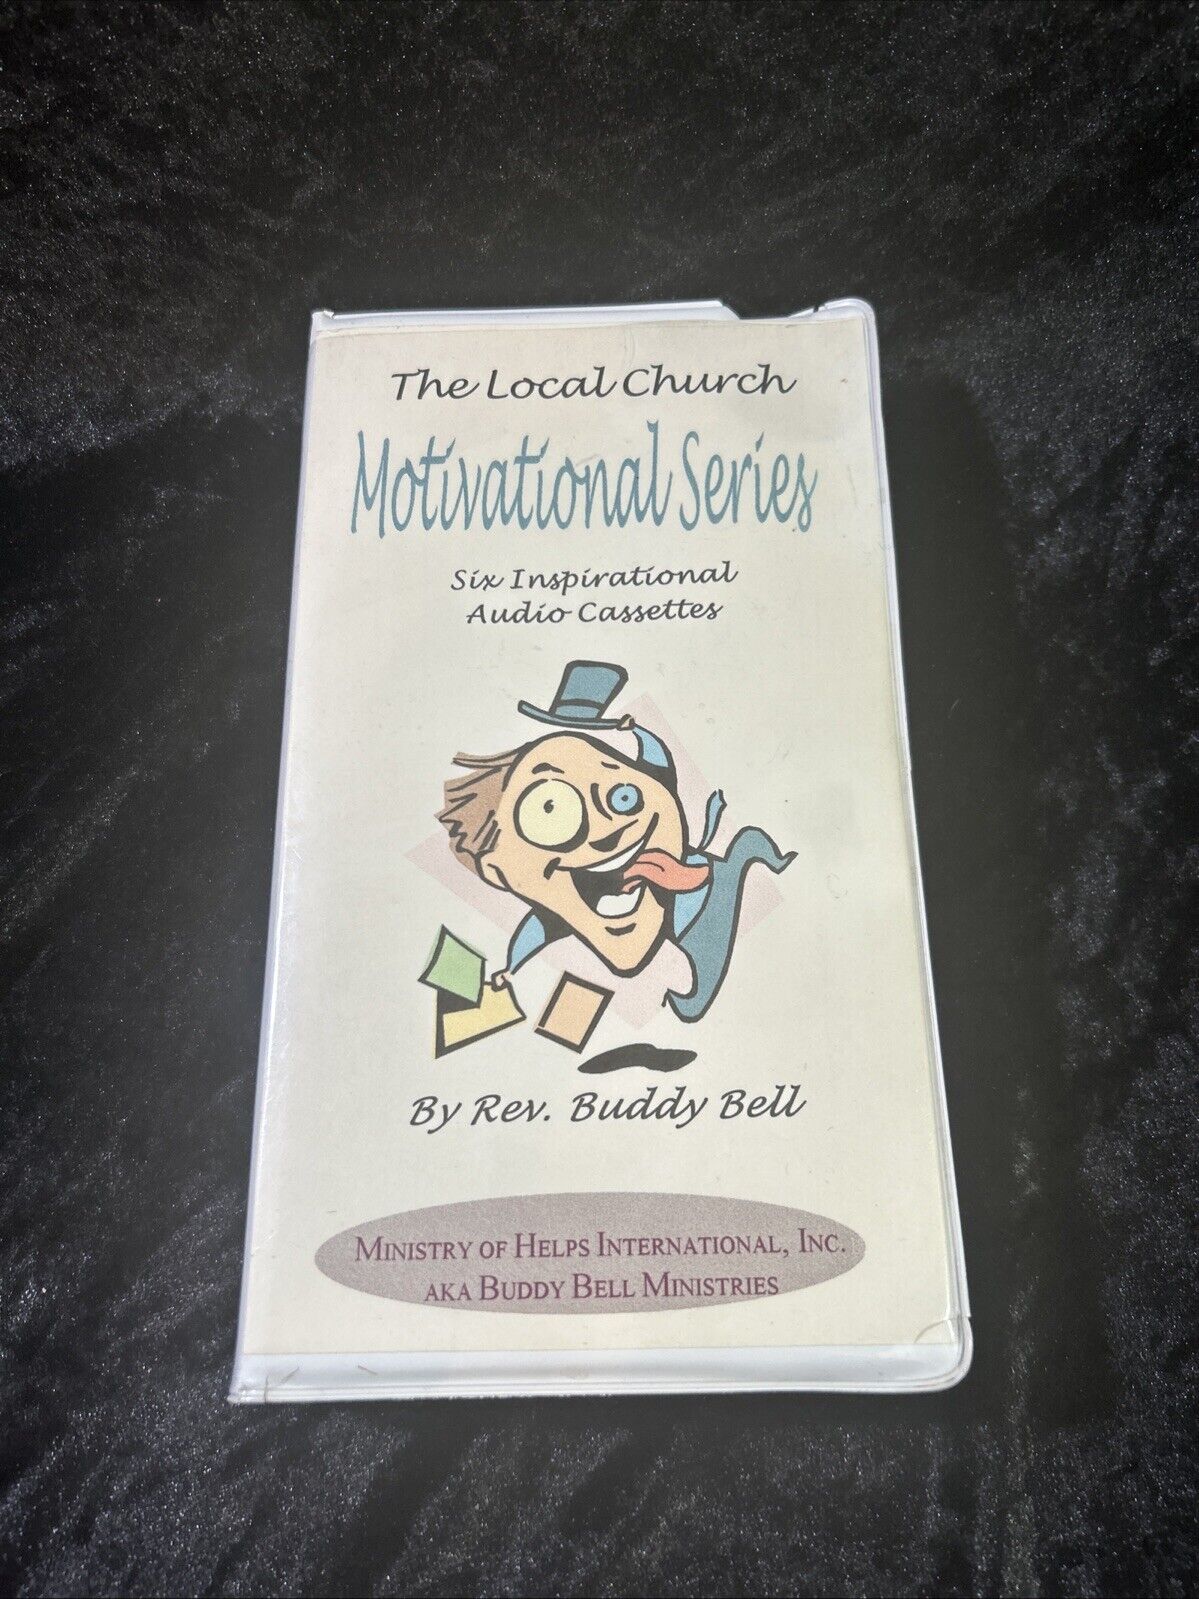 The Local Church
Motivational Series
Six Inspirational
Audio Cassettes
By Rev. Buddy Bell
MINISTRY OF HELPS INTERNATIONAL, INC.
AKA BUDDY BELL MINISTRIES